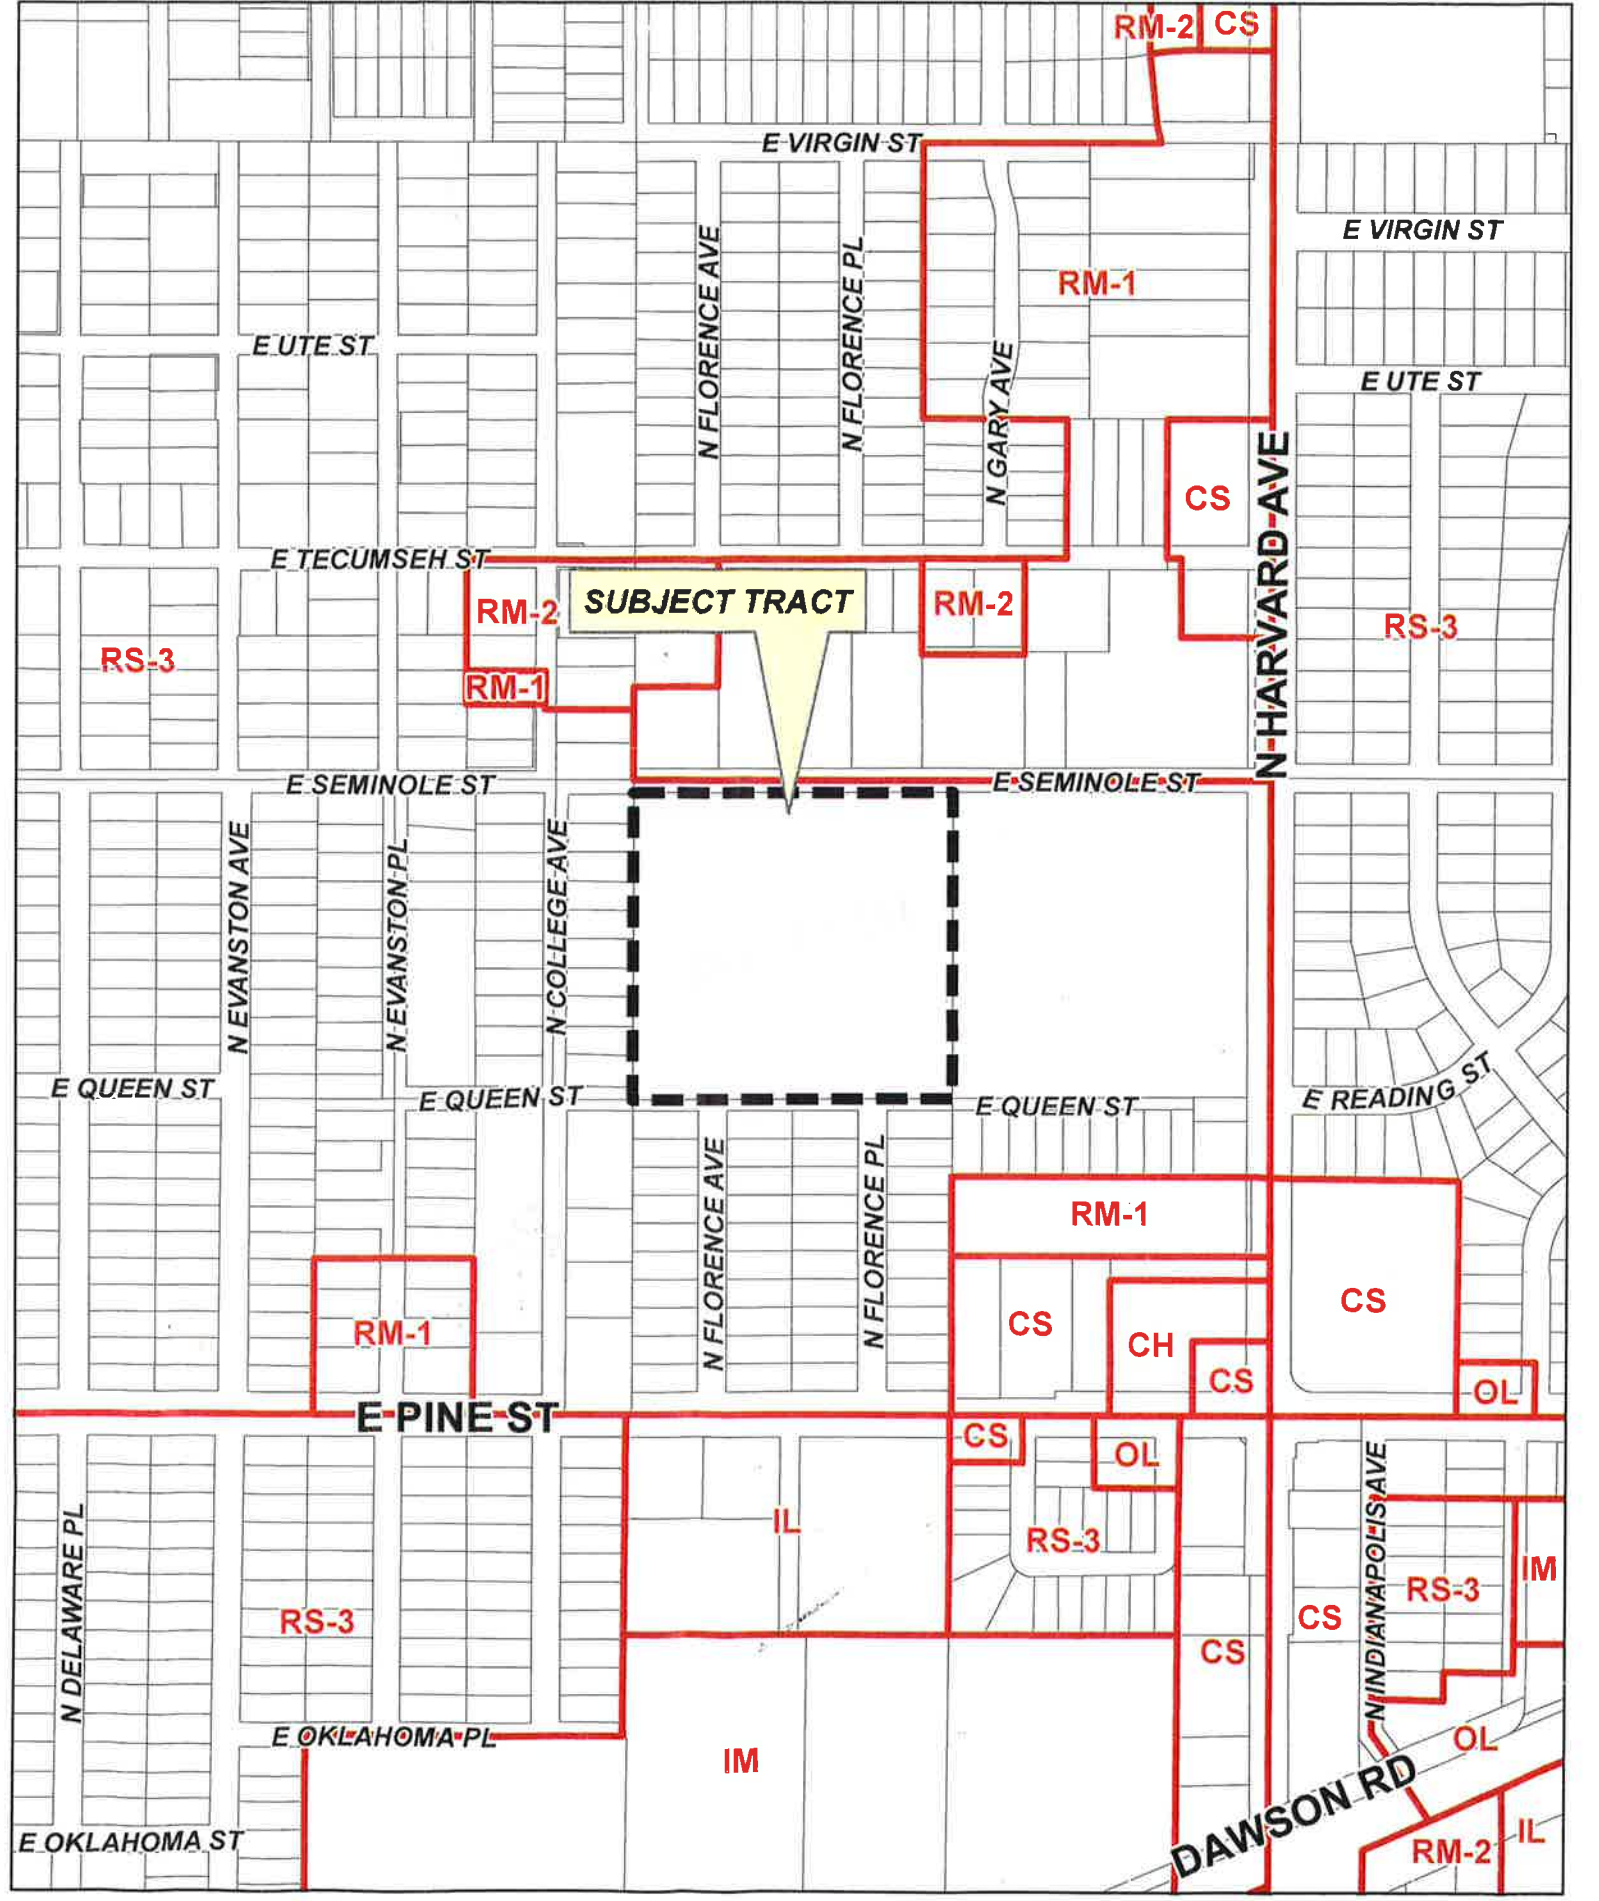 RM-2
CS
E VIRGIN ST
E VIRGIN ST
N FLORENCE AVE
N FLORENCE PL
RM-1
E UTE ST
N GARY AVE
E UTE ST
N HARVARD AVE
CS
E TECUMSEH ST
SUBJECT TRACT
RM-2
RM-2
RS-3
RS-3
RM-1
E SEMINOLE ST
E SEMINOLE ST
N EVANSTON AVE
N EVANSTON PL
N COLLEGE AVE
E QUEEN ST
E QUEEN ST
E QUEEN ST
E READING ST
N FLORENCE AVE
N FLORENCE PL
RM-1
CS
CS
RM-1
CH
CS
OL
E PINE ST
CS
OL
N DELAWARE PL
IL
RS-3
N INDIANAPOLIS AVE
IM
RS-3
RS-3
CS
CS
E OKLAHOMA PL
OL
IM
DAWSON RD
E OKLAHOMA ST
RM-2
IL